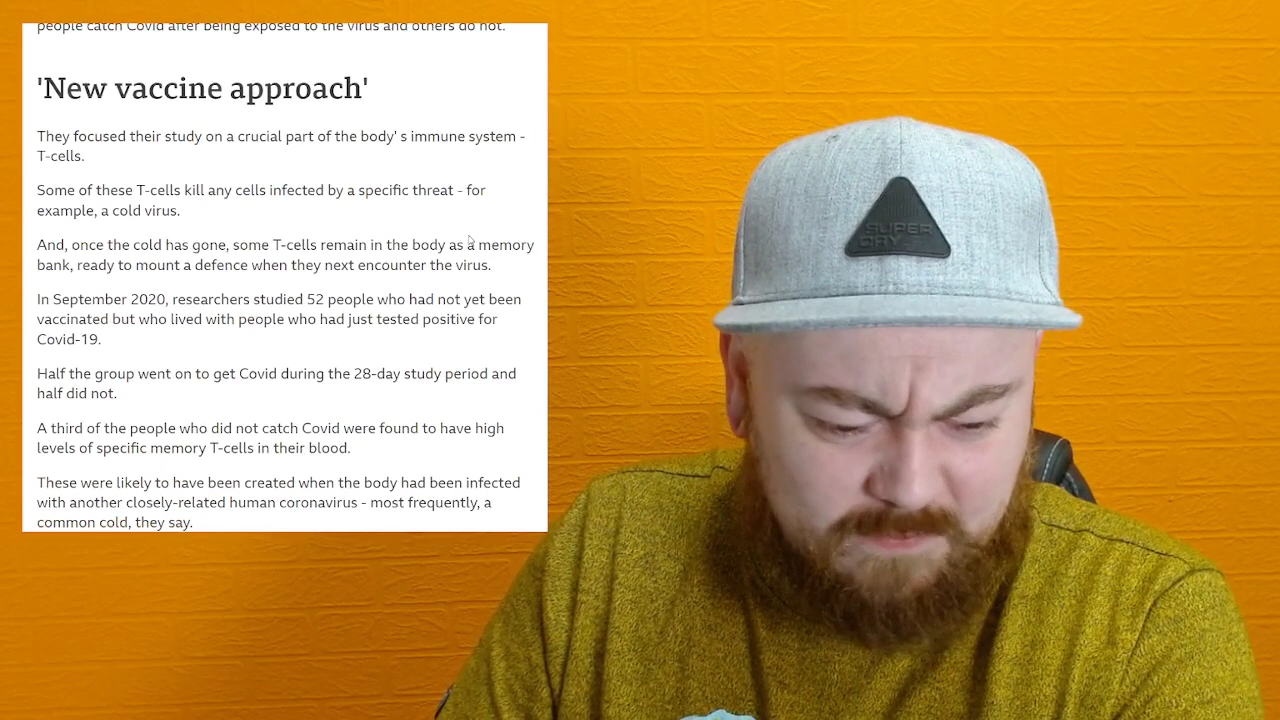 people catch Covid after being exposed to the virus and others do not.
'New vaccine approach'
They focused their study on a crucial part of the body' s immune system -
T-cells.
Some of these T-cells kill any cells infected by a specific threat - for
example, a cold virus.
And, once the cold has gone, some T-cells remain in the body as a memory
bank, ready to mount a defence when they next encounter the virus.
In September 2020, researchers studied 52 people who had not yet been
vaccinated but who lived with people who had just tested positive for
Covid-19.
Half the group went on to get Covid during the 28-day study period and
half did not.
A third of the people who did not catch Covid were found to have high
levels of specific memory T-cells in their blood.
These were likely to have been created when the body had been infected
with another closely-related human coronavirus - most frequently, a
common cold, they say.
SUPER
DRY